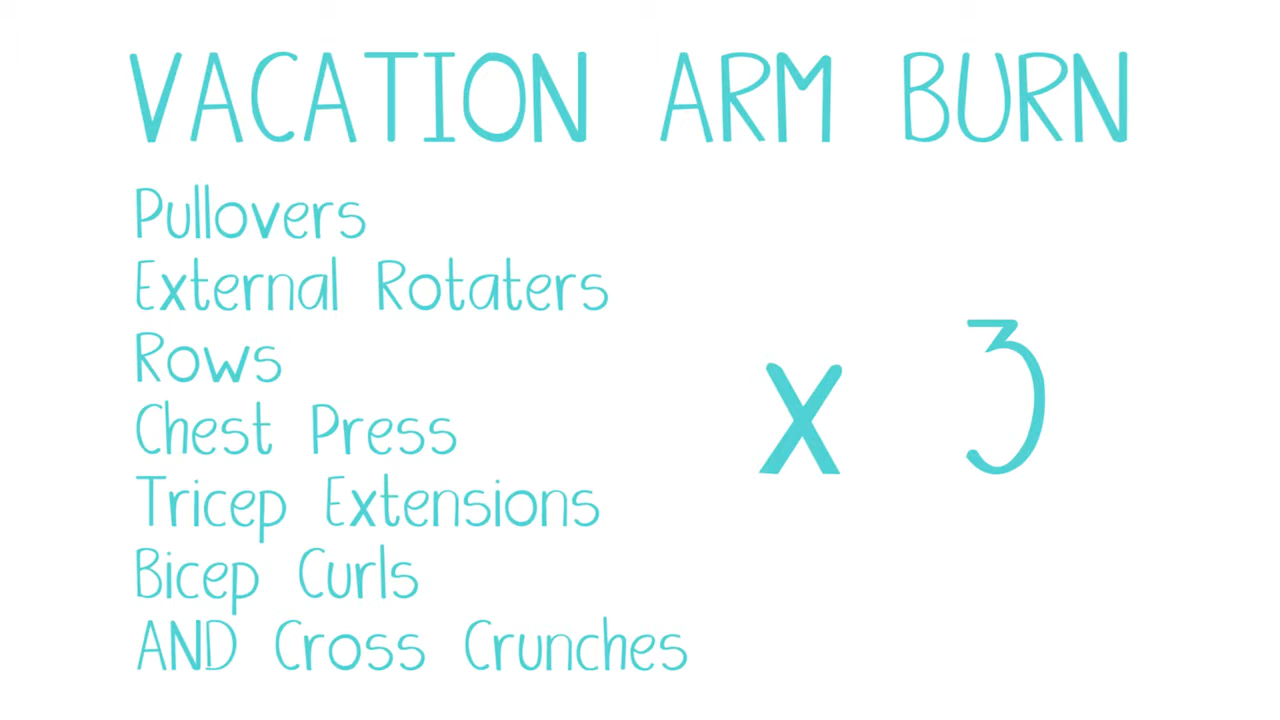 VACATION ARM BURN
Pullovers
External Rotaters
Rows
Chest Press
Tricep Extensions
Bicep Curls
AND Cross Crunches
x 3